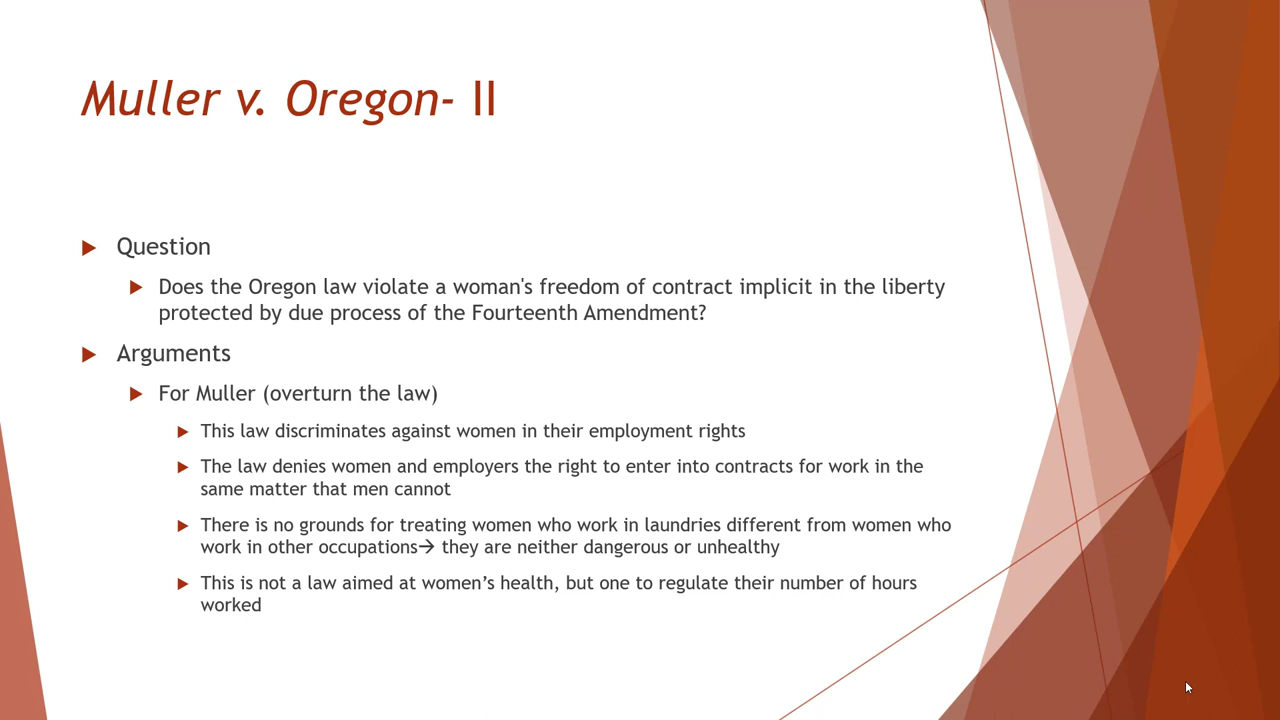 Muller v. Oregon- II
Question
Does the Oregon law violate a woman's freedom of contract implicit in the liberty
protected by due process of the Fourteenth Amendment?
Arguments
For Muller (overturn the law)
This law discriminates against women in their employment rights
The law denies women and employers the right to enter into contracts for work in the
same matter that men cannot
There is no grounds for treating women who work in laundries different from women who
work in other occupations→ they are neither dangerous or unhealthy
This is not a law aimed at women’s health, but one to regulate their number of hours
worked